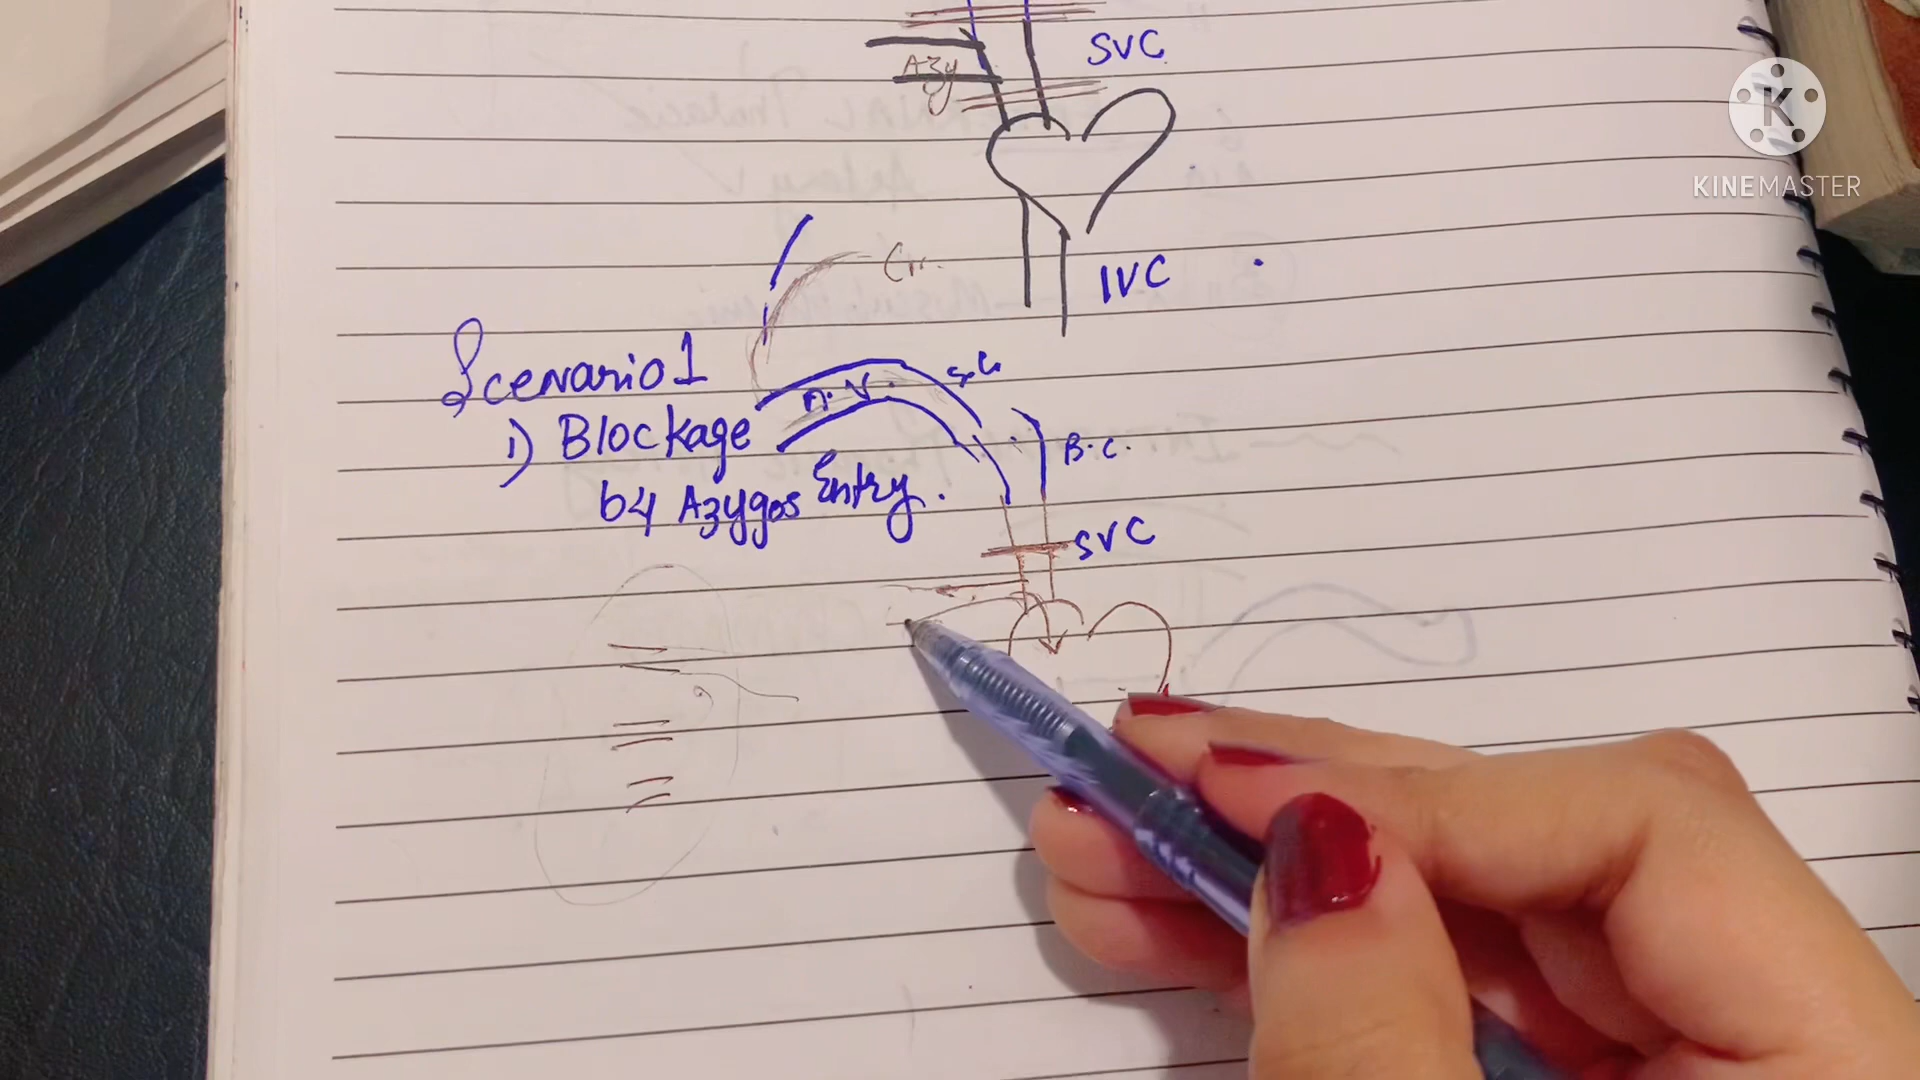 SVC
Azy
KINEMASTER
IVC
Scenario 1
1) Blockage
b4 Azygos Entry.
B.C.
SVC